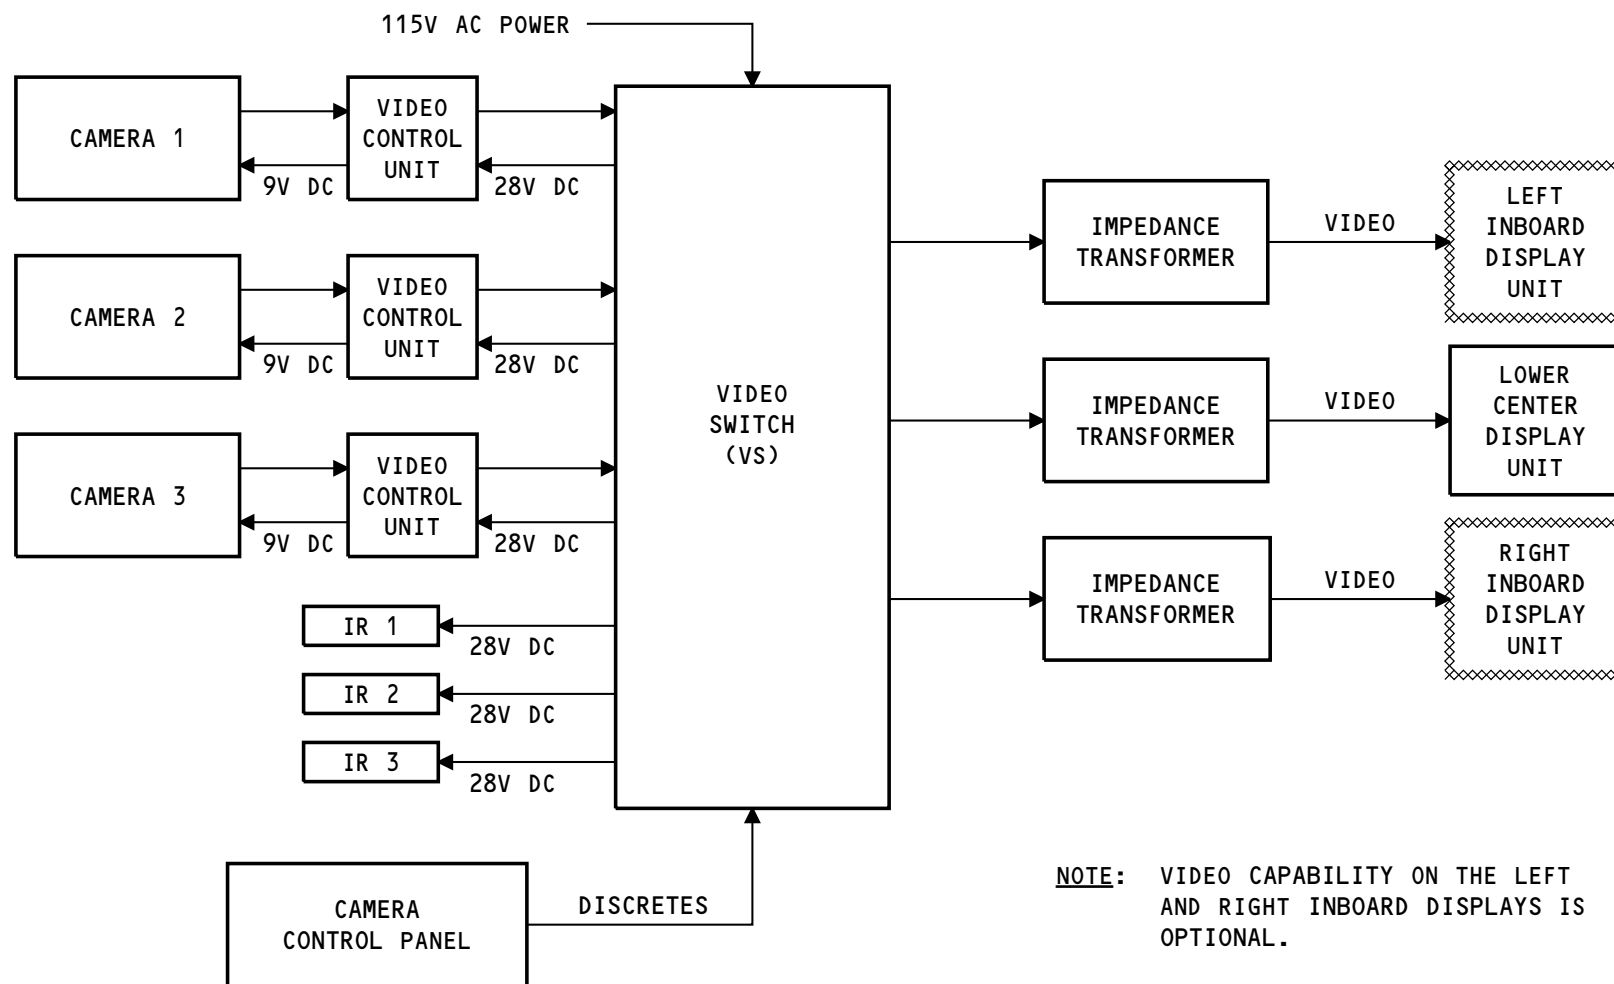 115V AC POWER
CAMERA 1
VIDEO
CONTROL
UNIT
9V DC
28V DC
CAMERA 2
VIDEO
CONTROL
UNIT
9V DC
28V DC
CAMERA 3
VIDEO
CONTROL
UNIT
9V DC
28V DC
IR 1
28V DC
IR 2
28V DC
IR 3
28V DC
CAMERA
CONTROL PANEL
DISCRETES
VIDEO
SWITCH
(VS)
IMPEDANCE
TRANSFORMER
VIDEO
LEFT
INBOARD
DISPLAY
UNIT
IMPEDANCE
TRANSFORMER
VIDEO
LOWER
CENTER
DISPLAY
UNIT
IMPEDANCE
TRANSFORMER
VIDEO
RIGHT
INBOARD
DISPLAY
UNIT
NOTE: VIDEO CAPABILITY ON THE LEFT
AND RIGHT INBOARD DISPLAYS IS
OPTIONAL.